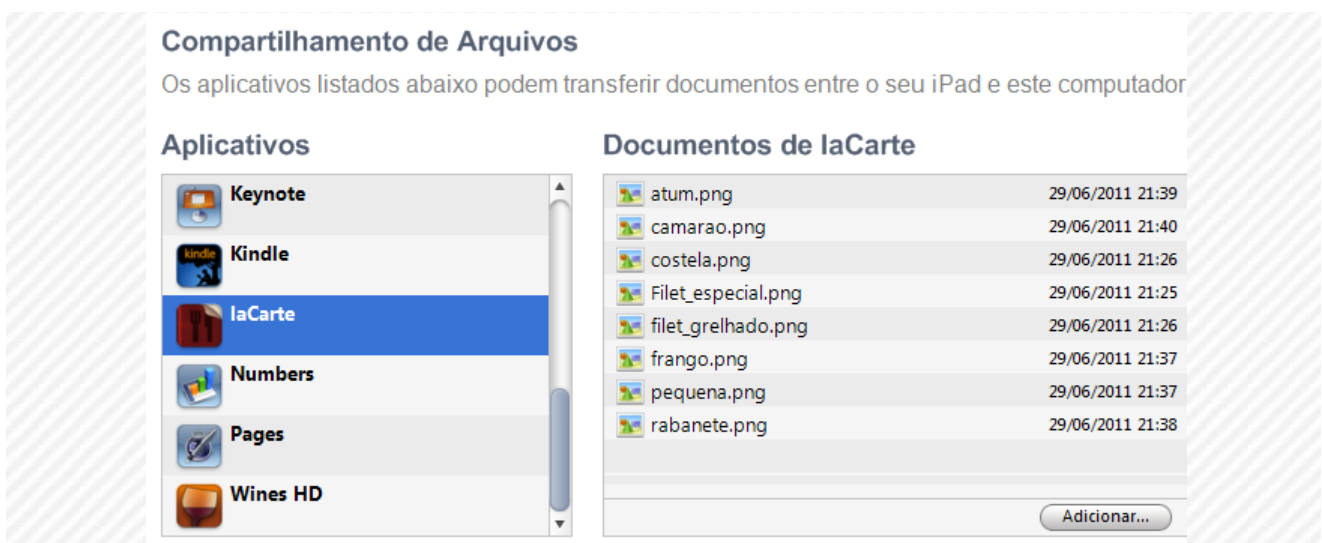 Compartilhamento de Arquivos
Os aplicativos listados abaixo podem transferir documentos entre o seu iPad e este computador
Aplicativos
Keynote
kindle
Kindle
laCarte
Numbers
Pages
Wines HD
Documentos de laCarte
atum.png 29/06/2011 21:39
camarao.png 29/06/2011 21:40
costela.png 29/06/2011 21:26
Filet_especial.png 29/06/2011 21:25
filet_grelhado.png 29/06/2011 21:26
frango.png 29/06/2011 21:37
pequena.png 29/06/2011 21:37
rabanete.png 29/06/2011 21:38
Adicionar...